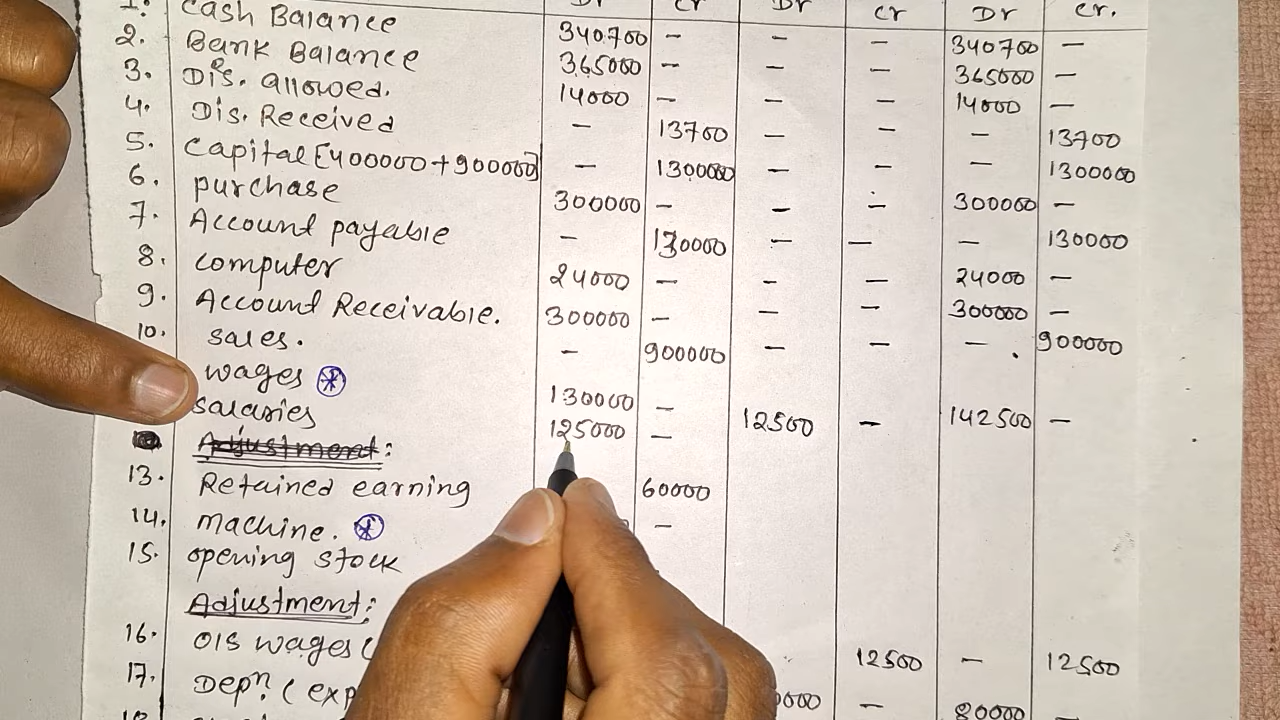 Dr cr Dr cr Dr cr.
1. Cash Balance 340700 - - - 340700 -
2. Bank Balance 365000 - - - 365000 -
3. Dis. allowed. 14000 - - - 14000 -
4. Dis. Received - 13700 - - - 13700
5. Capital [400000 + 900000] - 1300000 - - - 1300000
6. purchase 300000 - - - 300000 -
7. Account payable - 130000 - - - 130000
8. computer 24000 - - - 24000 -
9. Account Receivable. 300000 - - - 300000 -
10. sales. - 900000 - - - 900000
wages * 130000 - 12500 - 142500 -
salaries 125000 -
Adjustment:
13. Retained earning 60000
14. machine. * -
15. opening stock
Adjustment:
16. O/S wages ( 12500 - 12500
17. Depn. ( exp 0000 - 80000